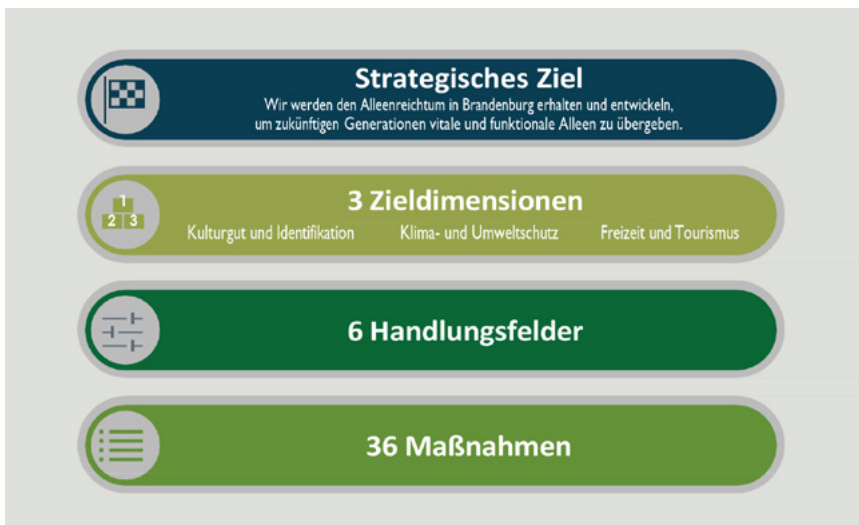 Strategisches Ziel
Wir werden den Alleenreichtum in Brandenburg erhalten und entwickeln,
um zukünftigen Generationen vitale und funktionale Alleen zu übergeben.
1
2 3
3 Zieldimensionen
Kulturgut und Identifikation Klima- und Umweltschutz Freizeit und Tourismus
6 Handlungsfelder
36 Maßnahmen